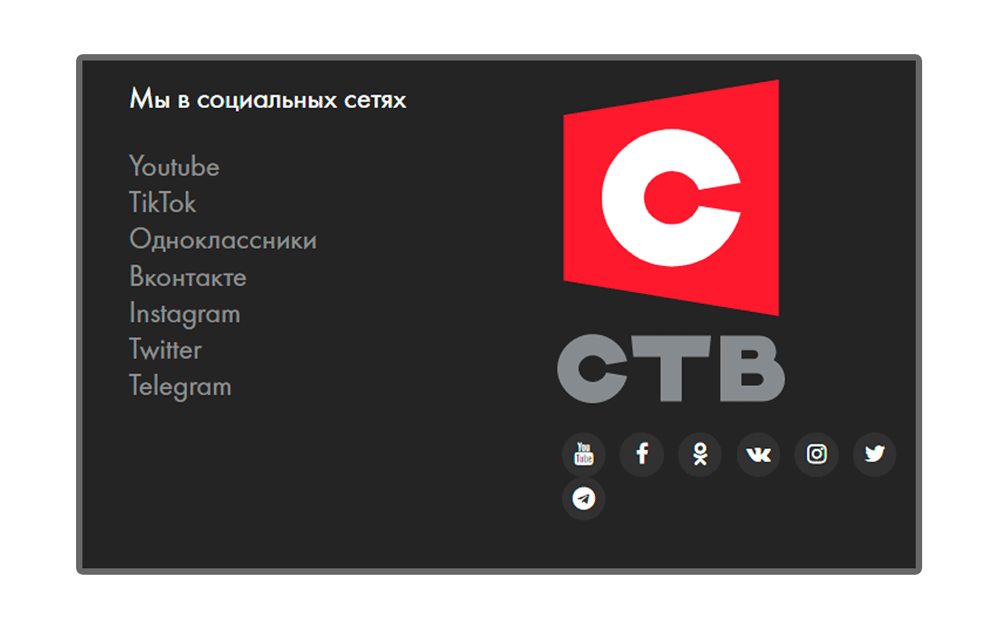 Мы в социальных сетях
Youtube
TikTok
Одноклассники
Вконтакте
Instagram
Twitter
Telegram
С
СТВ
You Tube